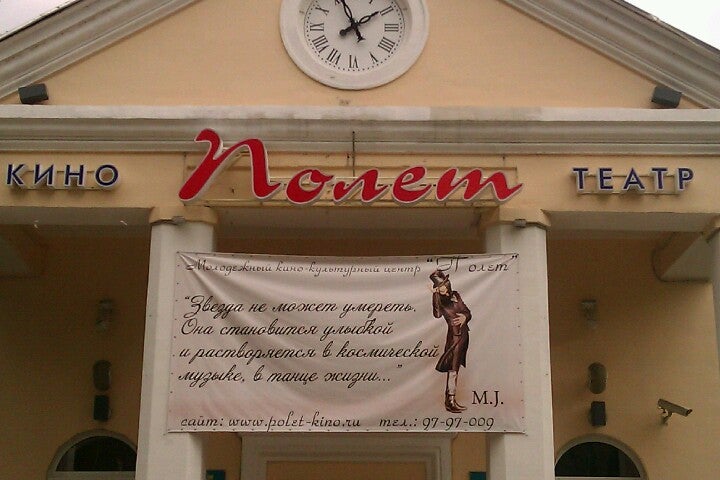 КИНО Полет ТЕАТР
Молодежный кино-культурный центр "Полет"
"Звезда не может умереть.
Она становится улыбкой
и растворяется в космической
музыке, в танце жизни..."
M.J.
сайт: www.polet-kino.ru тел.: 97-97-009